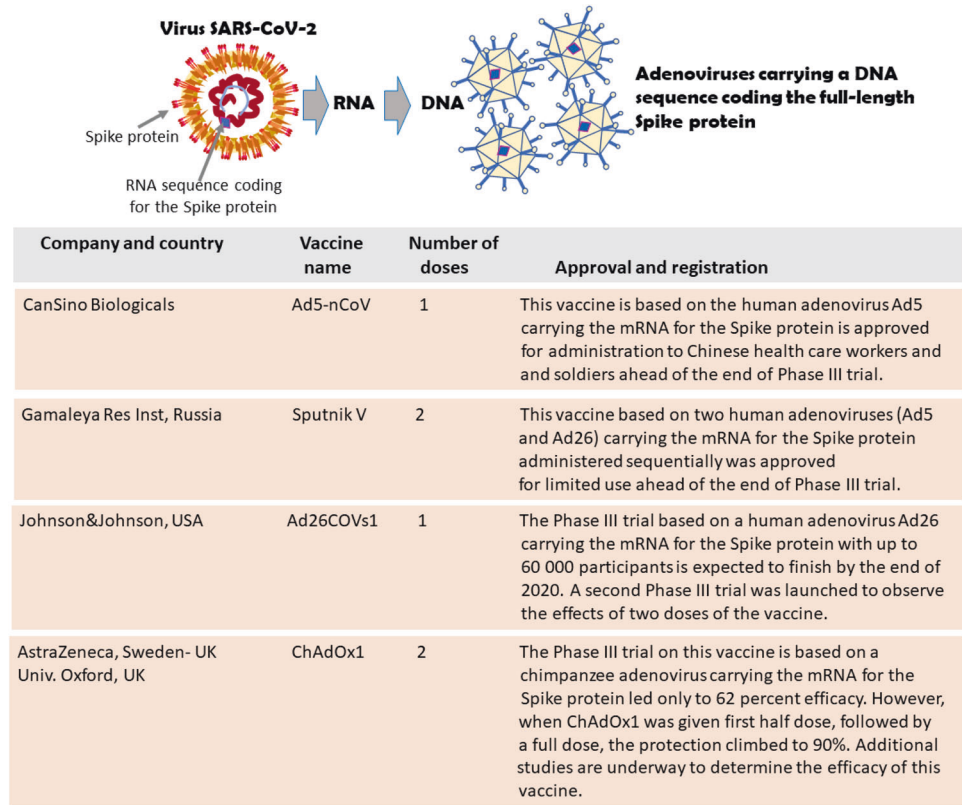 Virus SARS-CoV-2
Spike protein
RNA sequence coding
for the Spike protein
RNA
DNA
Adenoviruses carrying a DNA
sequence coding the full-length
Spike protein
Company and country
Vaccine
name
Number of
doses
Approval and registration
CanSino Biologicals
Ad5-nCoV
1
This vaccine is based on the human adenovirus Ad5
carrying the mRNA for the Spike protein is approved
for administration to Chinese health care workers and
and soldiers ahead of the end of Phase III trial.
Gamaleya Res Inst, Russia
Sputnik V
2
This vaccine based on two human adenoviruses (Ad5
and Ad26) carrying the mRNA for the Spike protein
administered sequentially was approved
for limited use ahead of the end of Phase III trial.
Johnson&Johnson, USA
Ad26COVs1
1
The Phase III trial based on a human adenovirus Ad26
carrying the mRNA for the Spike protein with up to
60 000 participants is expected to finish by the end of
2020. A second Phase III trial was launched to observe
the effects of two doses of the vaccine.
AstraZeneca, Sweden- UK
Univ. Oxford, UK
ChAdOx1
2
The Phase III trial on this vaccine is based on a
chimpanzee adenovirus carrying the mRNA for the
Spike protein led only to 62 percent efficacy. However,
when ChAdOx1 was given first half dose, followed by
a full dose, the protection climbed to 90%. Additional
studies are underway to determine the efficacy of this
vaccine.